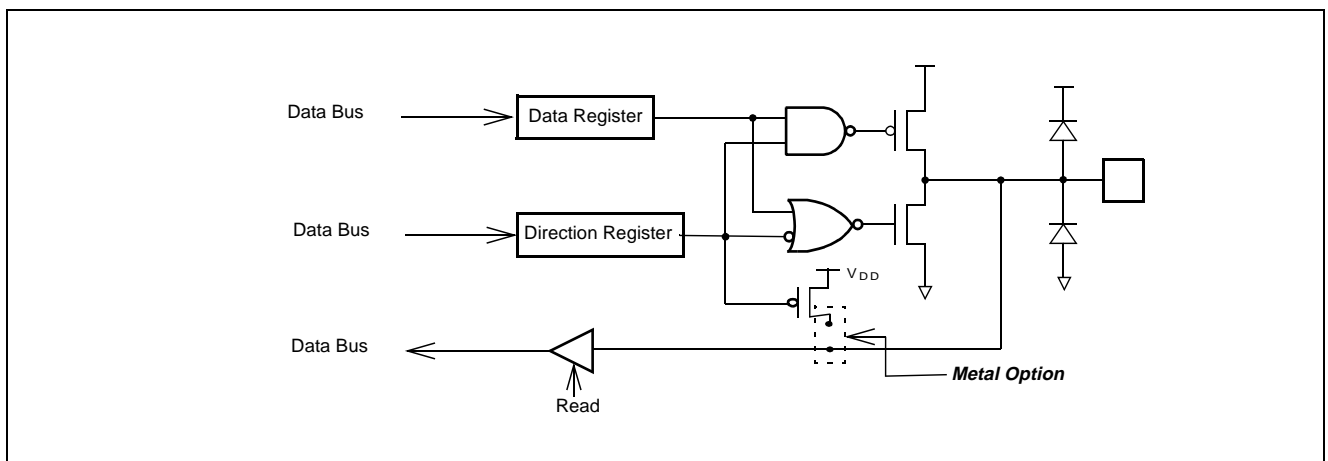 Data Bus
Data Register
Data Bus
Direction Register
VDD
Data Bus
Metal Option
Read